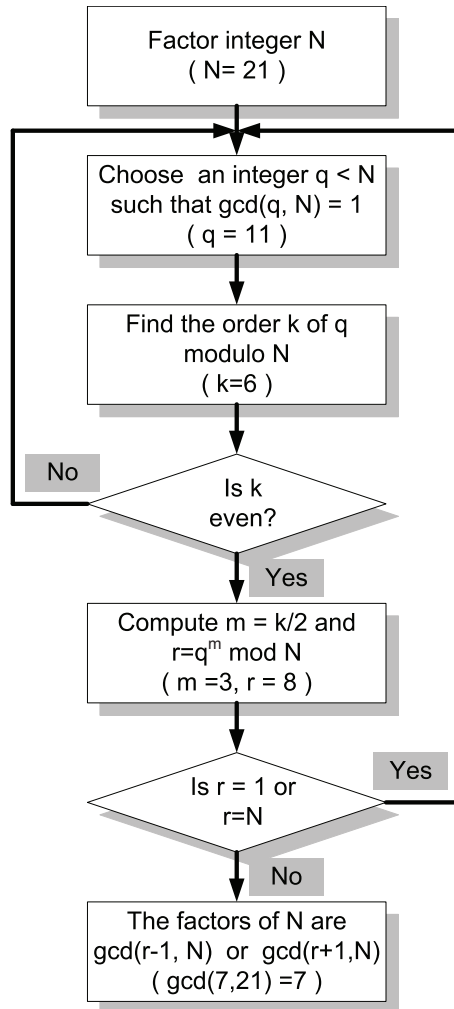 Factor integer N
( N= 21 )
Choose an integer q < N
such that gcd(q, N) = 1
( q = 11 )
Find the order k of q
modulo N
( k=6 )
No
Is k
even?
Yes
Compute m = k/2 and
r=q^m mod N
( m =3, r = 8 )
Is r = 1 or
r=N
Yes
No
The factors of N are
gcd(r-1, N) or gcd(r+1,N)
( gcd(7,21) =7 )